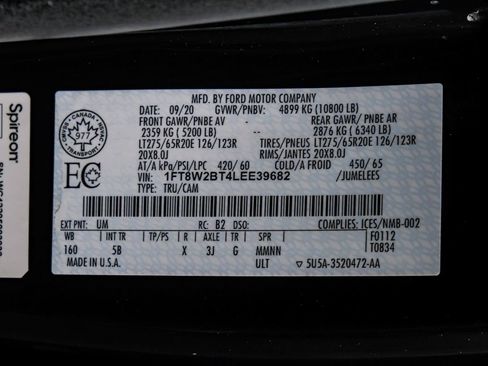 MFD. BY FORD MOTOR COMPANY
DATE: 09/20 GVWR/PNBV: 4899 KG (10800 LB)
FRONT GAWR/PNBE AV REAR GAWR/PNBE AR
2359 KG ( 5200 LB) 2876 KG ( 6340 LB)
LT275/65R20E 126/123R TIRES/PNEUS LT275/65R20E 126/123R
20X8.0J RIMS/JANTES 20X8.0J
AT/A kPa/PSI/LPC 420/60 COLD/A FROID 450/65
VIN: 1FT8W2BT4LEE39682 /JUMELEES
TYPE: TRU/CAM
CANADA
977
TRANSPORT
EC
EXT PNT: UM RC: B2 DSO: COMPLIES: ICES/NMB-002
WB INT TR TP/PS R AXLE TR SPR F0112
160 5B X 3J G MMNN T0834
MADE IN U.S.A. ULT 5U5A-3520472-AA
Spireon